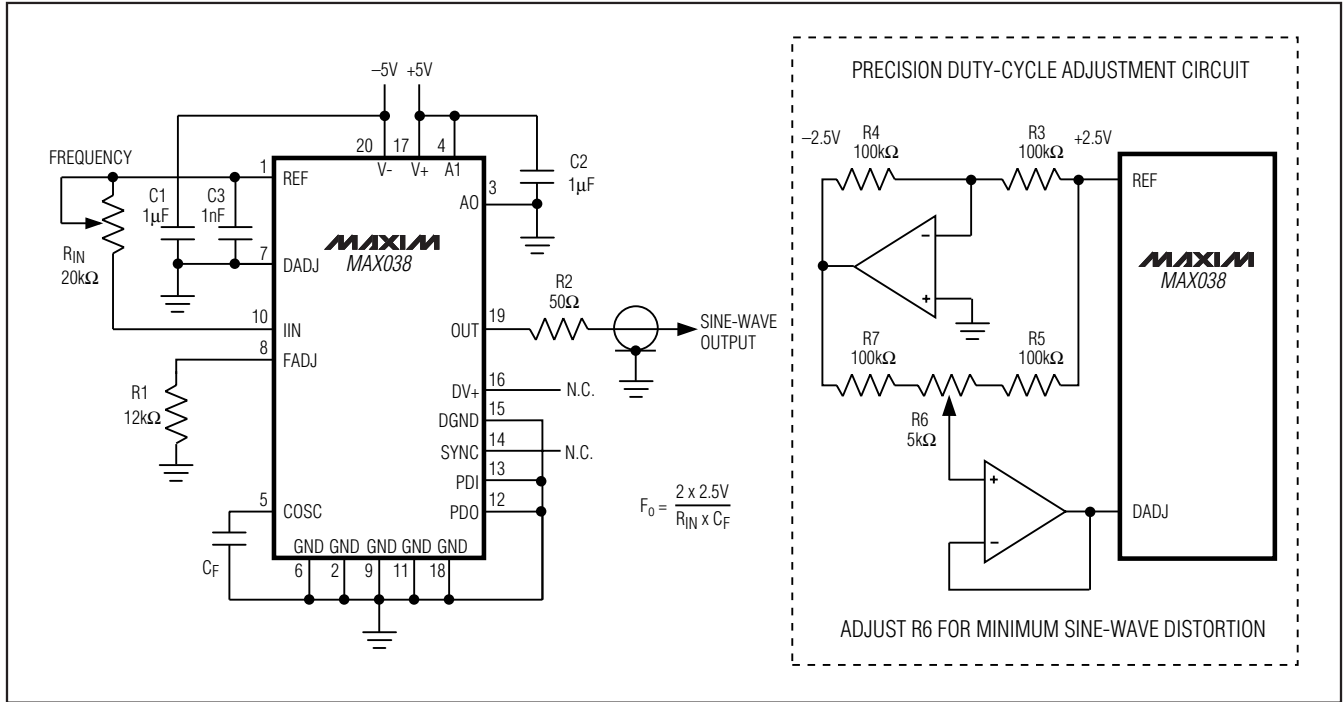 –5V +5V
20 17 4
V- V+ A1
FREQUENCY
1 REF
C1
1µF
C3
1nF
C2
1µF
3
AO
MAXIM
MAX038
RIN
20kΩ
7 DADJ
10 IIN
8 FADJ
R1
12kΩ
OUT 19
R2
50Ω
SINE-WAVE
OUTPUT
DV+ 16 N.C.
DGND 15
SYNC 14 N.C.
PDI 13
PDO 12
5 COSC
CF
GND GND GND GND GND
6 2 9 11 18
Fo = 2 x 2.5V
RIN x CF
PRECISION DUTY-CYCLE ADJUSTMENT CIRCUIT
–2.5V
R4
100kΩ
R3
100kΩ
+2.5V
REF
–
+
MAXIM
MAX038
R7
100kΩ
R5
100kΩ
R6
5kΩ
+
–
DADJ
ADJUST R6 FOR MINIMUM SINE-WAVE DISTORTION